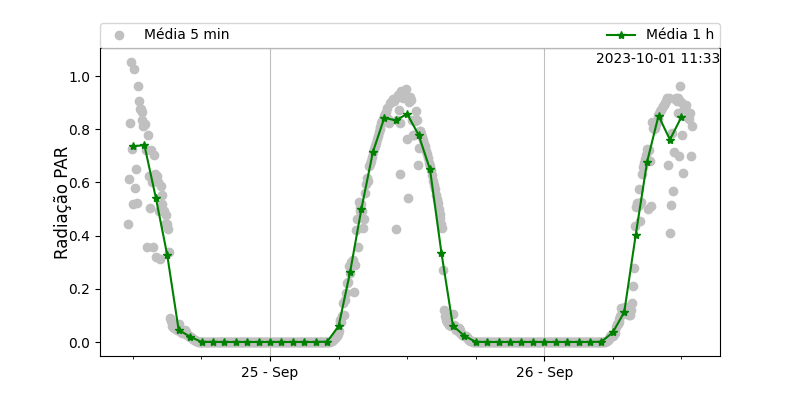 Média 5 min
Média 1 h
2023-10-01 11:33
Radiação PAR
1.0
0.8
0.6
0.4
0.2
0.0
25 - Sep
26 - Sep